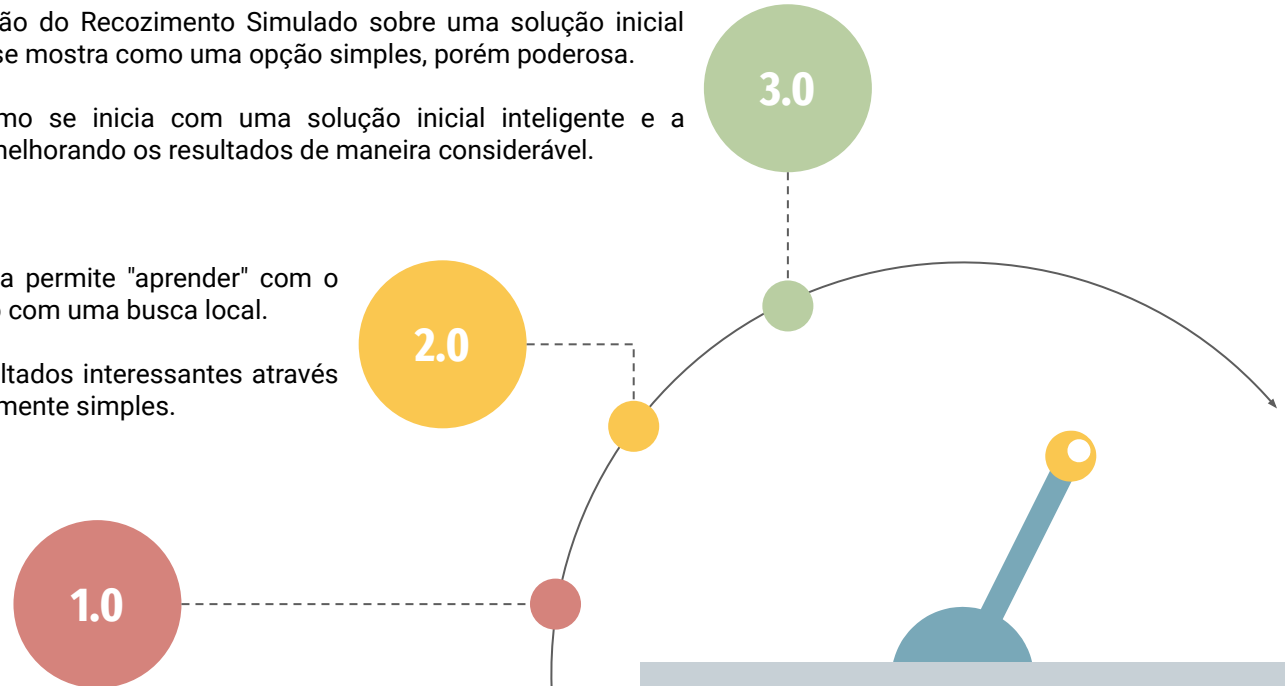 ão do Recozimento Simulado sobre uma solução inicial
se mostra como uma opção simples, porém poderosa.
3.0
mo se inicia com uma solução inicial inteligente e a
melhorando os resultados de maneira considerável.
a permite "aprender" com o
com uma busca local.
2.0
ltados interessantes através
mente simples.
1.0